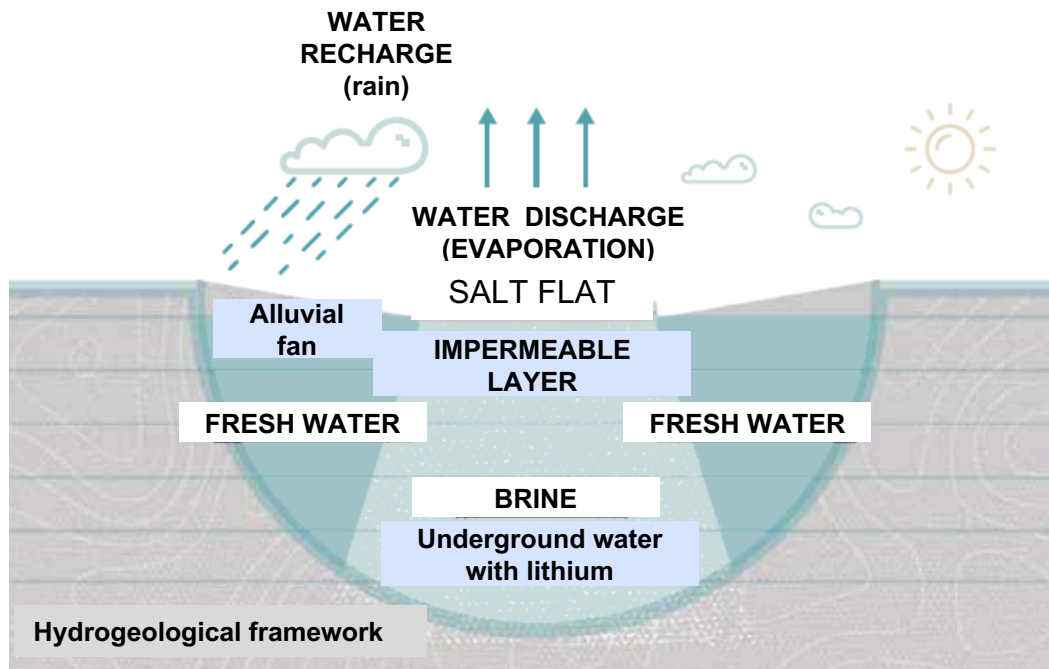 WATER
RECHARGE
(rain)
WATER DISCHARGE
(EVAPORATION)
SALT FLAT
Alluvial
fan
IMPERMEABLE
LAYER
FRESH WATER
FRESH WATER
BRINE
Underground water
with lithium
Hydrogeological framework